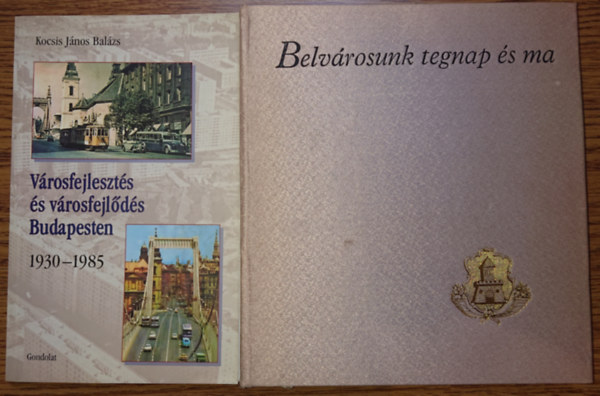 Kocsis János Balázs
Városfejlesztés
és városfejlődés
Budapesten
1930–1985
Gondolat
Belvárosunk tegnap és ma